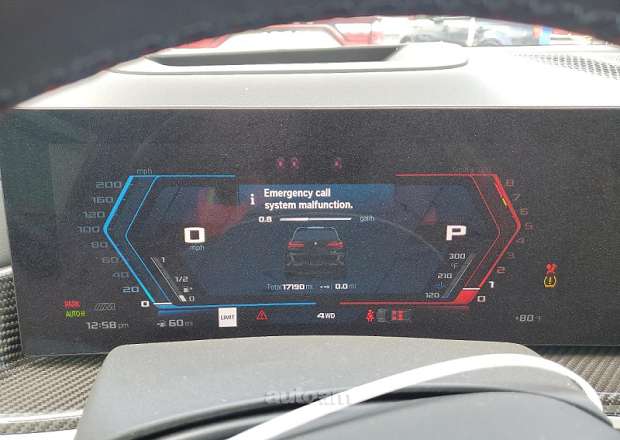 200
180
160
140
120
100
80
60
40
20
0
mph
Emergency call
system malfunction.
i
0.8
gal/h
8
7
6
5
4
3
2
1
0
0
mph
P
1
1/2
0
300
°F
210
120
Total 17190 mi
0.0 mi
PARK
AUTO H
M
12:58 pm
60 mi
LIMIT
4WD
+80°F
autoam